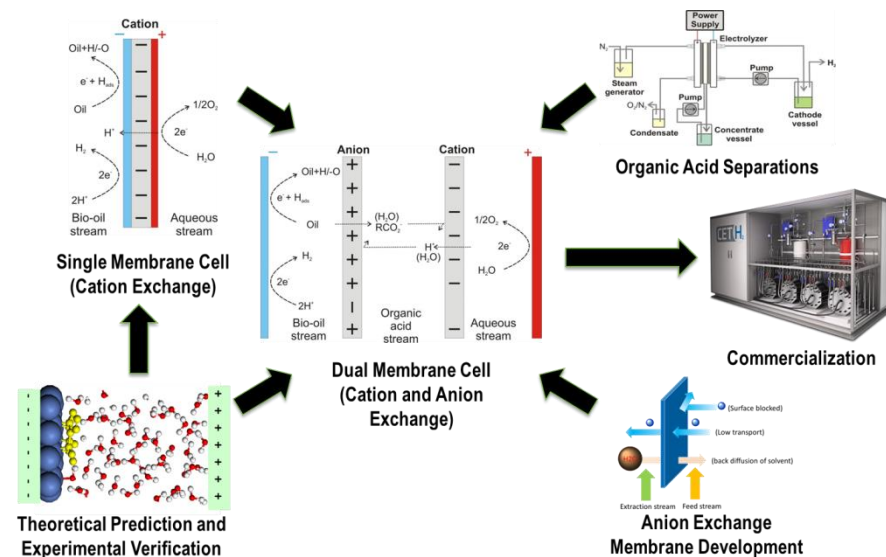 Cation
−
+
Oil+H/-O
e⁻ + H_ads
Oil
1/2O₂
H⁺
2e⁻
H₂
2e⁻
H₂O
2H⁺
Bio-oil
stream
Aqueous
stream
Single Membrane Cell
(Cation Exchange)
Power
Supply
Electrolyzer
N₂
H₂
Steam
generator
Pump
Pump
O₂/N₂
Cathode
vessel
Condensate
Concentrate
vessel
Organic Acid Separations
Anion
Cation
−
+
Oil+H/-O
e⁻ + H_ads
Oil
(H₂O)
RCO₂⁻
1/2O₂
H⁺
(H₂O)
2e⁻
H₂
2e⁻
H₂O
2H⁺
Bio-oil
stream
Organic
acid
stream
Aqueous
stream
Dual Membrane Cell
(Cation and Anion
Exchange)
CETH₂
Commercialization
Theoretical Prediction and
Experimental Verification
(Surface blocked)
(Low transport)
(back diffusion of solvent)
Extraction stream
Feed stream
Anion Exchange
Membrane Development